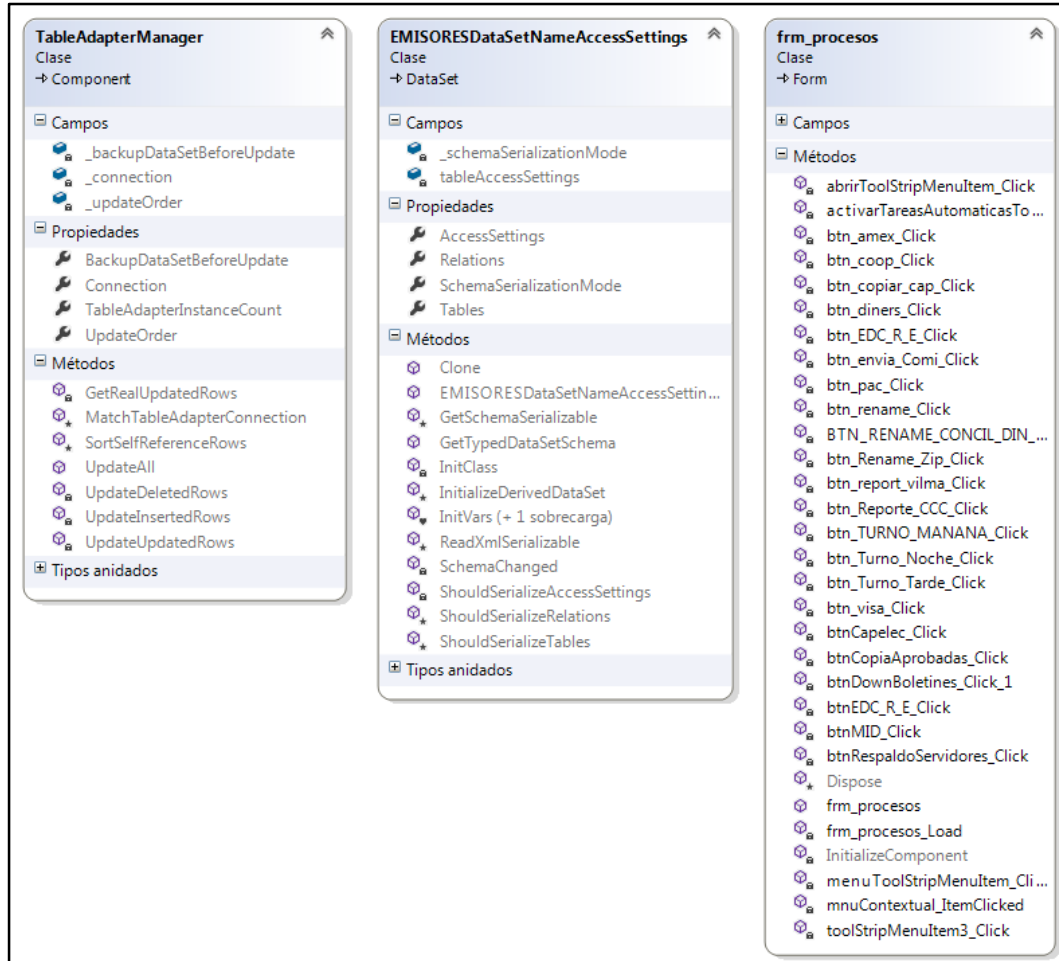 TableAdapterManager
Clase
→ Component
Campos
_backupDataSetBeforeUpdate
_connection
_updateOrder
Propiedades
BackupDataSetBeforeUpdate
Connection
TableAdapterInstanceCount
UpdateOrder
Métodos
GetRealUpdatedRows
MatchTableAdapterConnection
SortSelfReferenceRows
UpdateAll
UpdateDeletedRows
UpdateInsertedRows
UpdateUpdatedRows
Tipos anidados
EMISORESDataSetNameAccessSettings
Clase
→ DataSet
Campos
_schemaSerializationMode
tableAccessSettings
Propiedades
AccessSettings
Relations
SchemaSerializationMode
Tables
Métodos
Clone
EMISORESDataSetNameAccessSettin...
GetSchemaSerializable
GetTypedDataSetSchema
InitClass
InitializeDerivedDataSet
InitVars (+ 1 sobrecarga)
ReadXmlSerializable
SchemaChanged
ShouldSerializeAccessSettings
ShouldSerializeRelations
ShouldSerializeTables
Tipos anidados
frm_procesos
Clase
→ Form
Campos
Métodos
abrirToolStripMenuItem_Click
activarTareasAutomaticasTo...
btn_amex_Click
btn_coop_Click
btn_copiar_cap_Click
btn_diners_Click
btn_EDC_R_E_Click
btn_envia_Comi_Click
btn_pac_Click
btn_rename_Click
BTN_RENAME_CONCIL_DIN_...
btn_Rename_Zip_Click
btn_report_vilma_Click
btn_Reporte_CCC_Click
btn_TURNO_MANANA_Click
btn_Turno_Noche_Click
btn_Turno_Tarde_Click
btn_visa_Click
btnCapelec_Click
btnCopiaAprobadas_Click
btnDownBoletines_Click_1
btnEDC_R_E_Click
btnMID_Click
btnRespaldoServidores_Click
Dispose
frm_procesos
frm_procesos_Load
InitializeComponent
menuToolStripMenuItem_Cli...
mnuContextual_ItemClicked
toolStripMenuItem3_Click